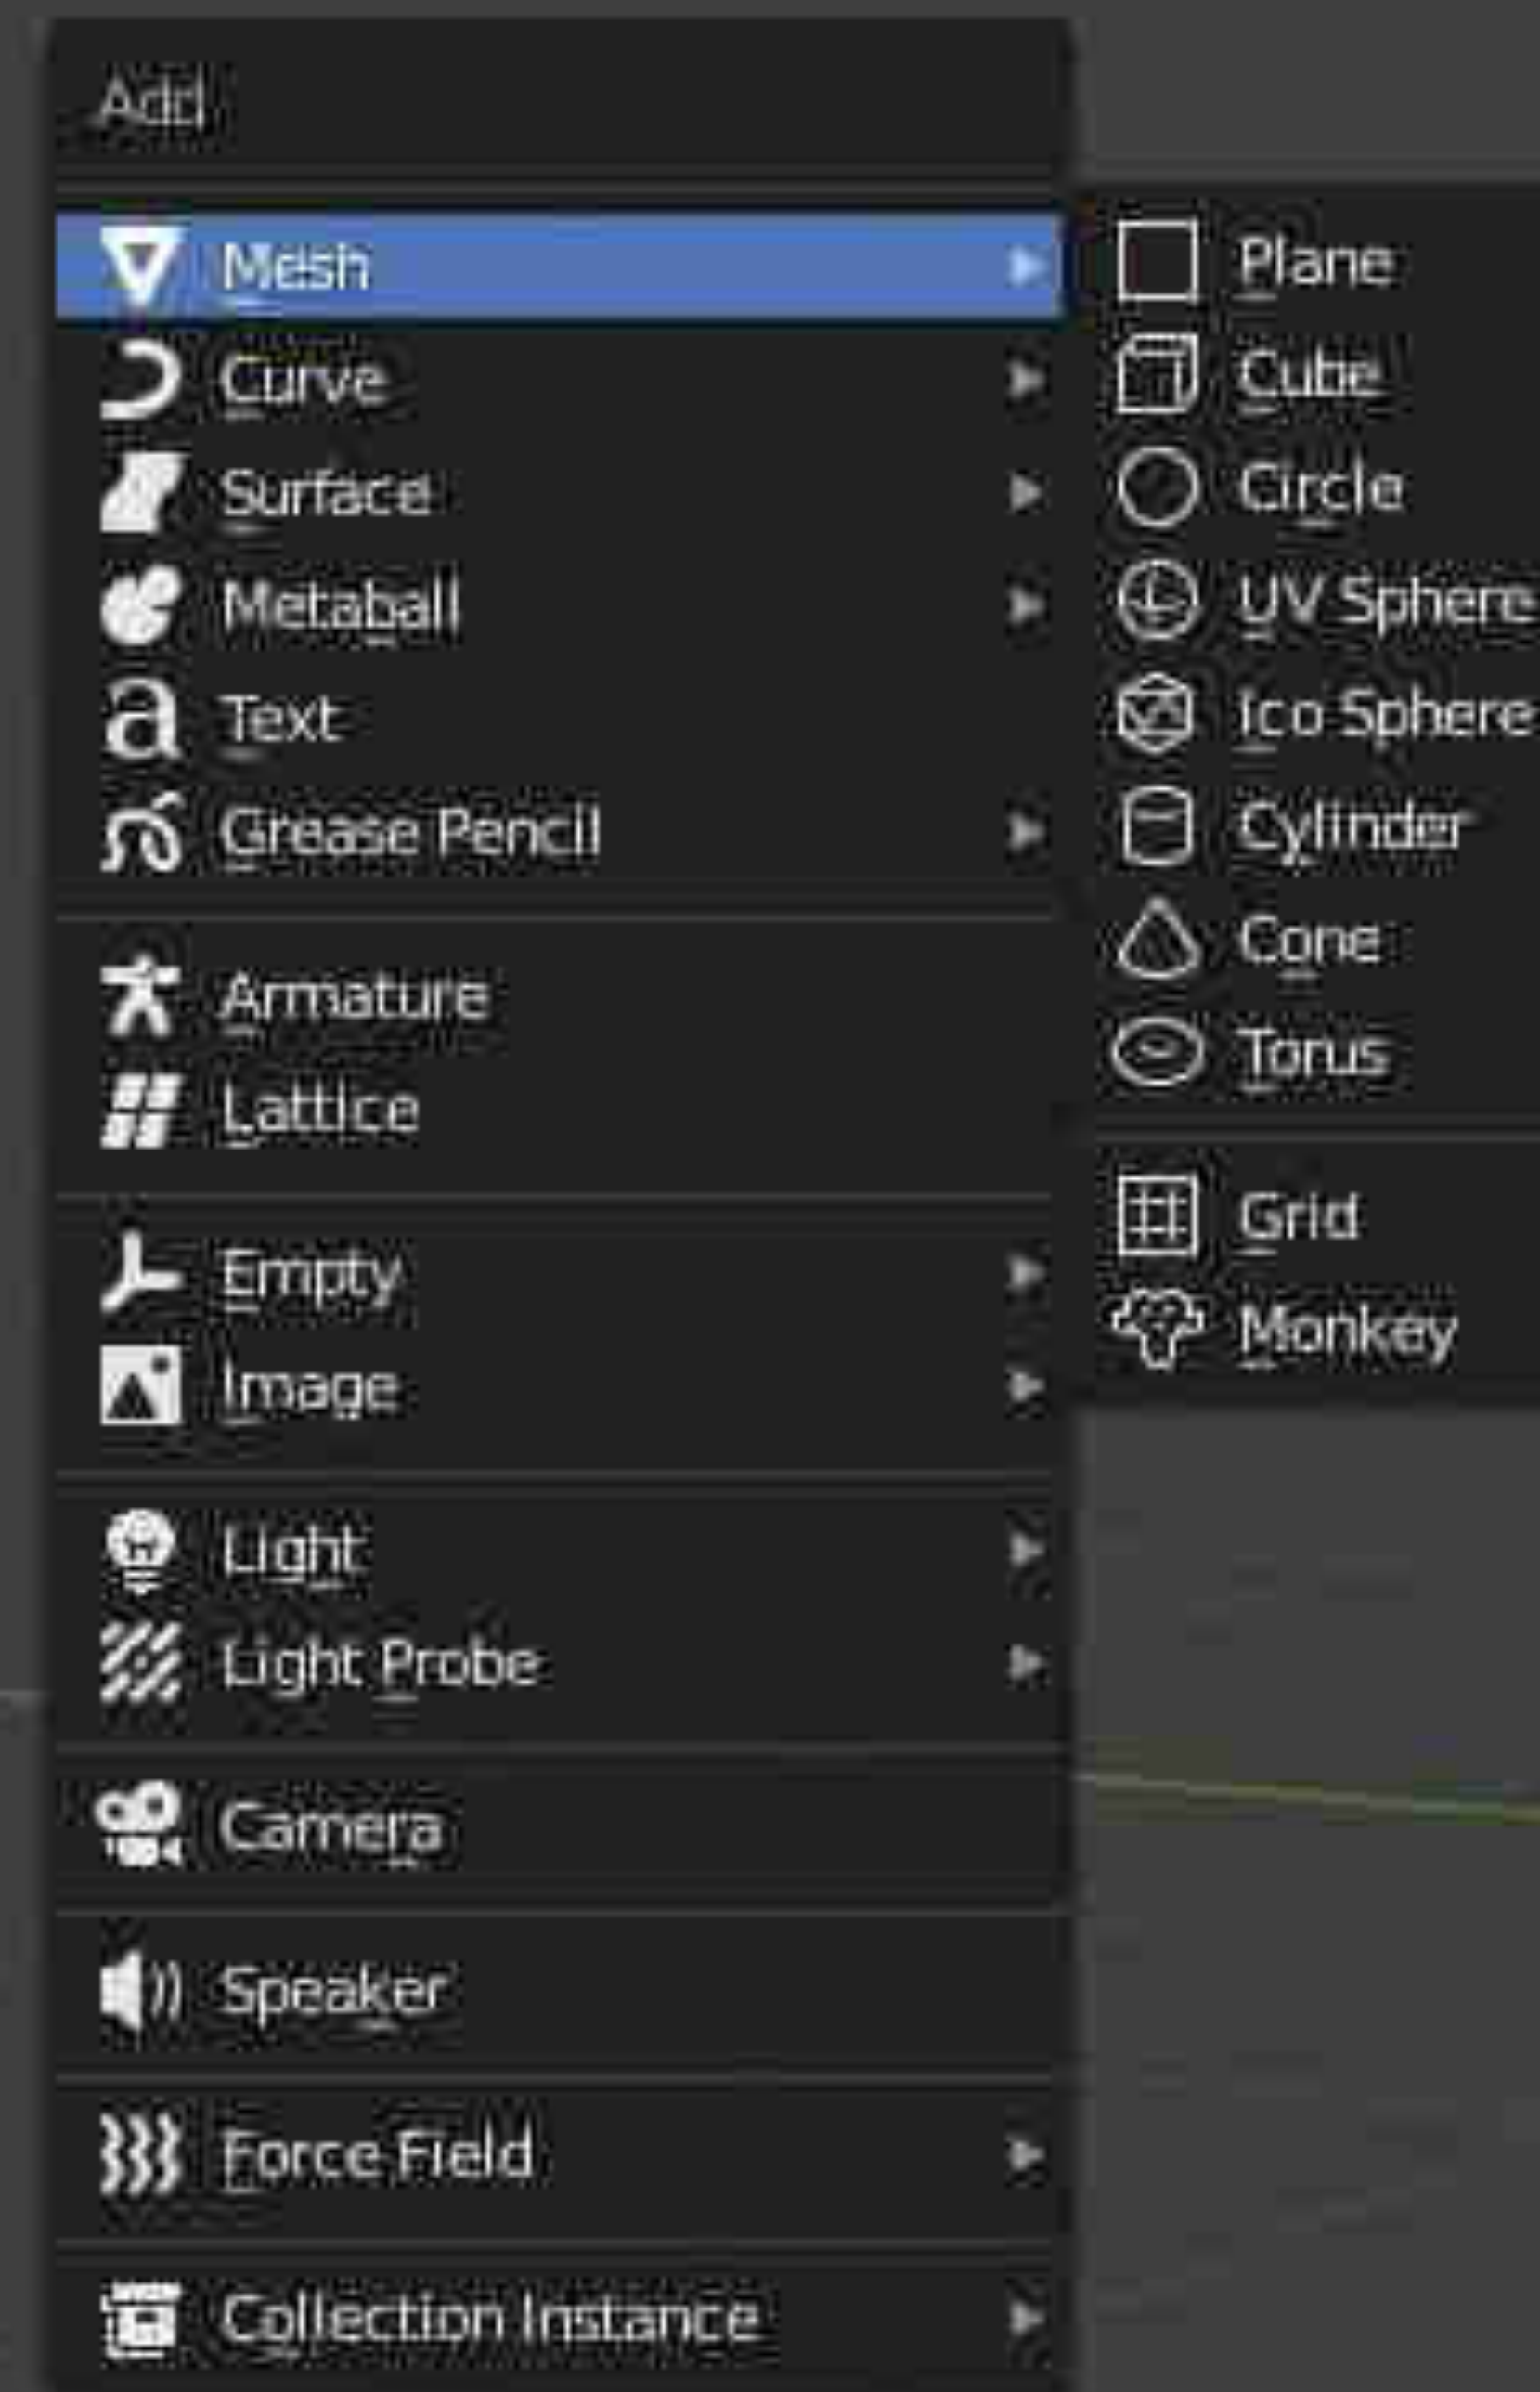 Add
Mesh
Curve
Surface
Metaball
Text
Grease Pencil
Armature
Lattice
Empty
Image
Light
Light Probe
Camera
Speaker
Force Field
Collection Instance
Plane
Cube
Circle
UV Sphere
Ico Sphere
Cylinder
Cone
Torus
Grid
Monkey